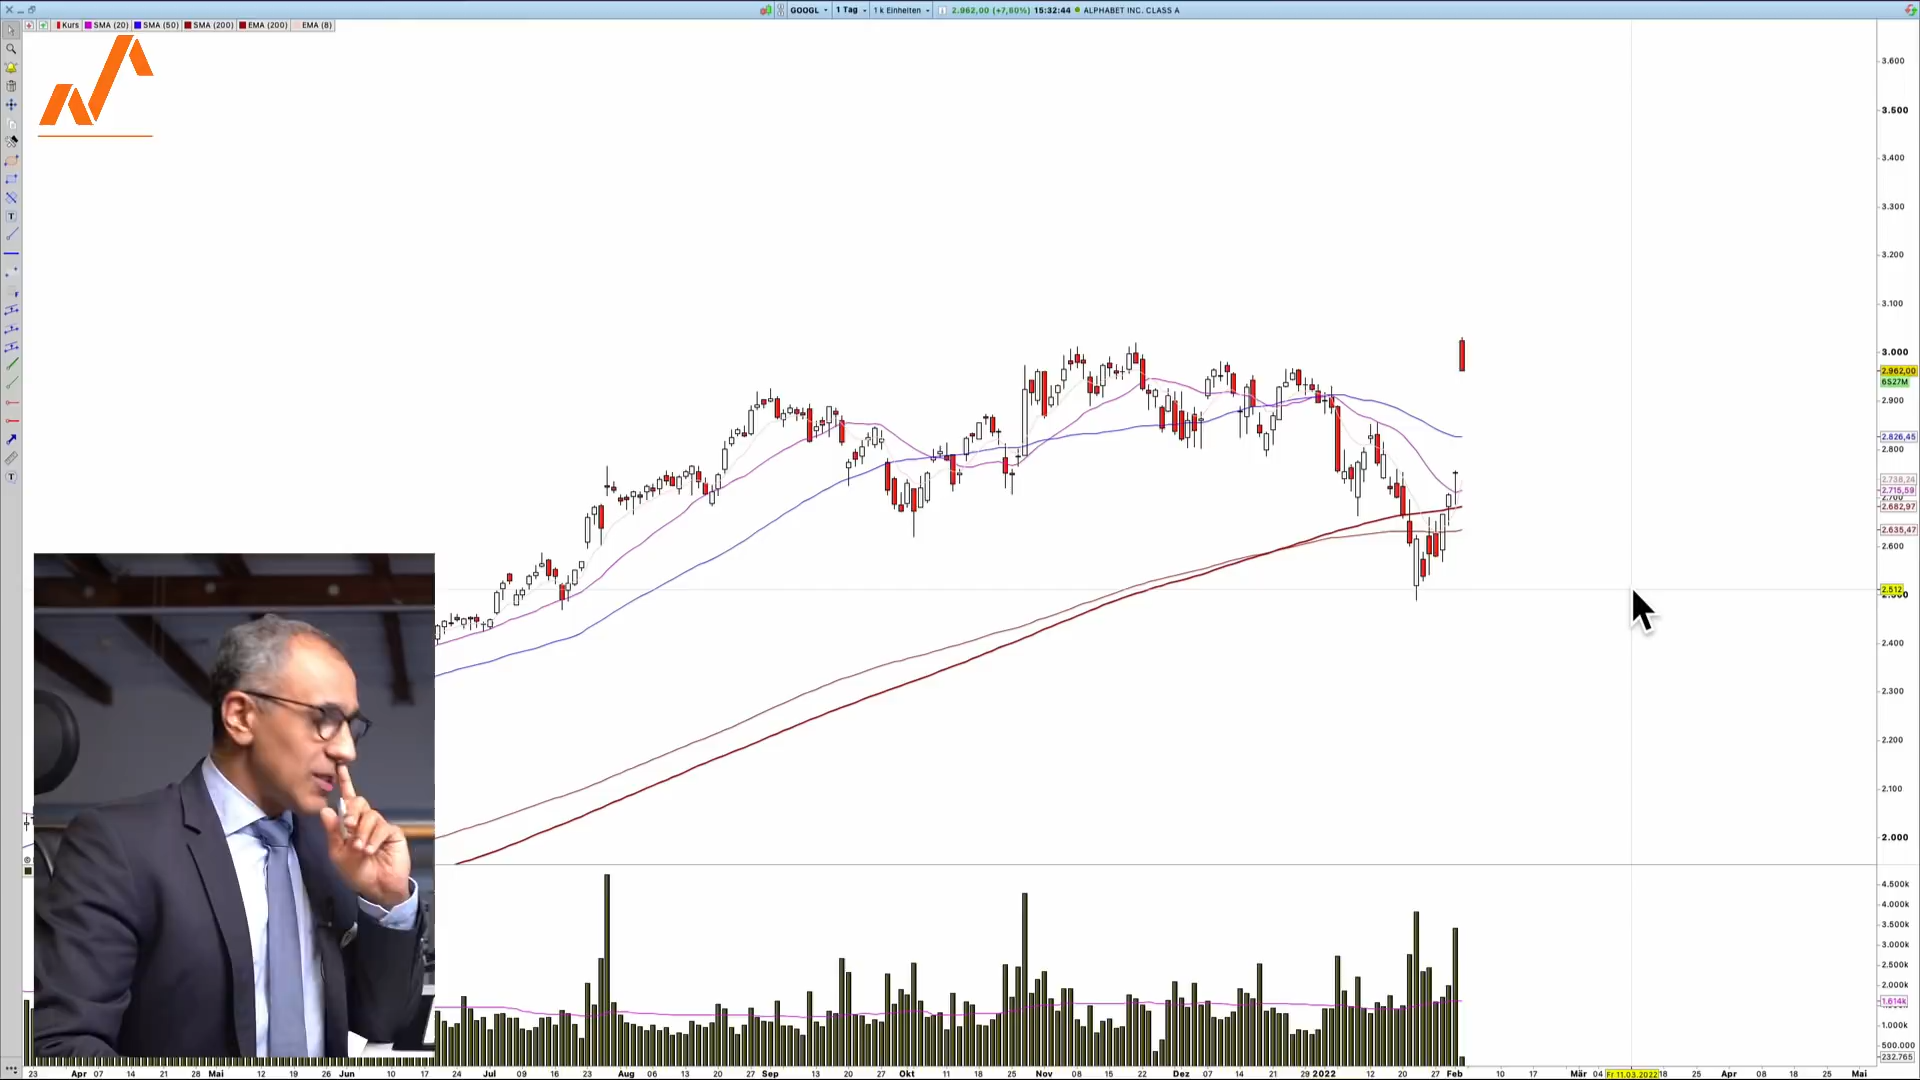 GOOGL 1 Tag 1 k Einheiten 2.962,00 (+7,60%) 15:32:44 ALPHABET INC. CLASS A
Kurs SMA (20) SMA (50) SMA (200) EMA (200) EMA (8)
3.600
3.500
3.400
3.300
3.200
3.100
3.000
2.962,00
6S27M
2.900
2.826,45
2.800
2.738,24
2.715,59
2.682,97
2.635,47
2.600
2.512
2.400
2.300
2.200
2.100
2.000
4.500k
4.000k
3.500k
3.000k
2.500k
2.000k
1.614k
1.000k
500.000
232.765
23 Apr 07 14 21 28 Mai 12 19 26 Jun 10 17 24 Jul 09 16 23 Aug 06 13 20 27 Sep 13 20 27 Okt 11 18 25 Nov 08 15 22 Dez 07 14 21 29 2022 12 20 27 Feb 10 17 Mär 04 Fr 11.03.2022 18 25 Apr 08 18 25 Mai